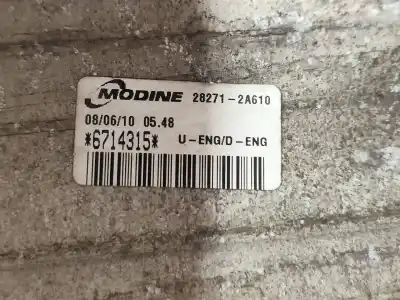 MODINE 28271-2A610
08/06/10 05.48
*6714315* U-ENG/D-ENG